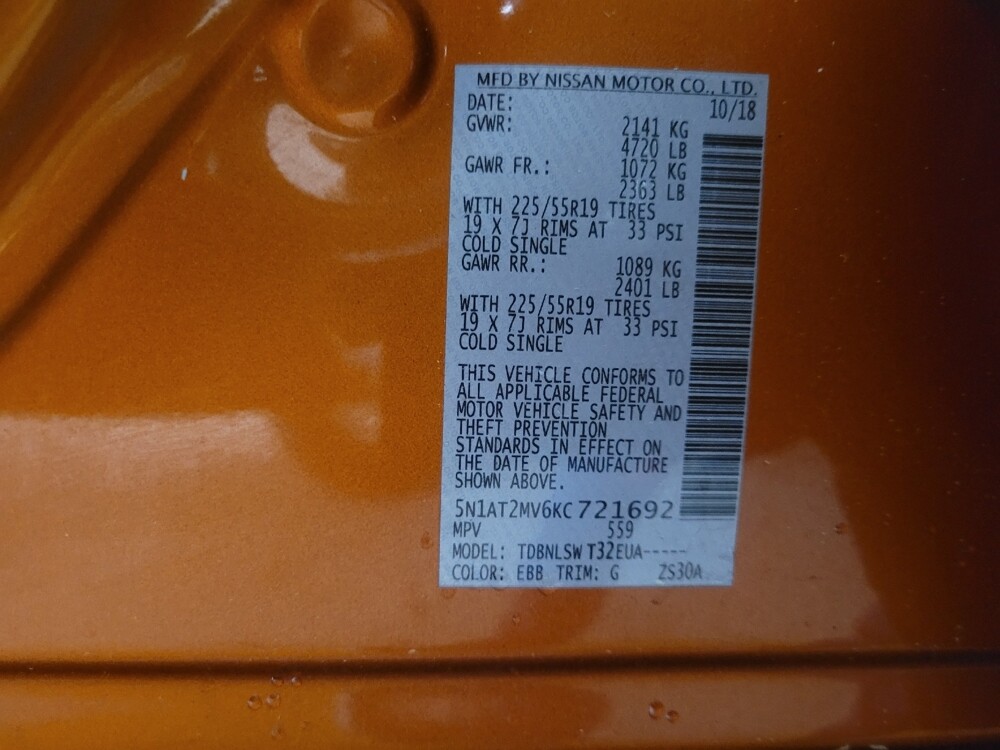 MFD BY NISSAN MOTOR CO., LTD.
DATE: 10/18
GVWR: 2141 KG
4720 LB
GAWR FR.: 1072 KG
2363 LB
WITH 225/55R19 TIRES
19 X 7J RIMS AT 33 PSI
COLD SINGLE
GAWR RR.: 1089 KG
2401 LB
WITH 225/55R19 TIRES
19 X 7J RIMS AT 33 PSI
COLD SINGLE
THIS VEHICLE CONFORMS TO
ALL APPLICABLE FEDERAL
MOTOR VEHICLE SAFETY AND
THEFT PREVENTION
STANDARDS IN EFFECT ON
THE DATE OF MANUFACTURE
SHOWN ABOVE.
5N1AT2MV6KC721692
MPV 559
MODEL: TDBNLSW T32EUA-----
COLOR: EBB TRIM: G ZS30A